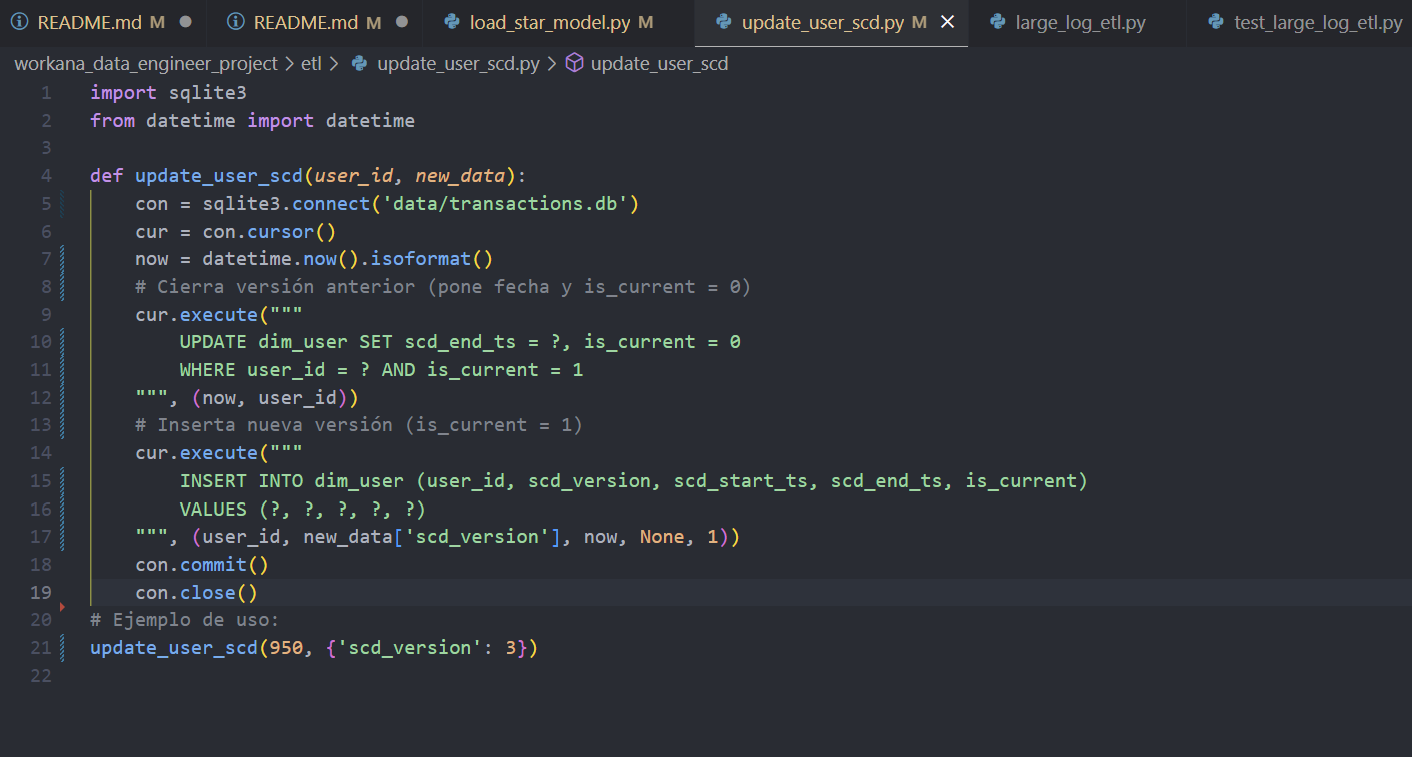 README.md M
README.md M
load_star_model.py M
update_user_scd.py M
large_log_etl.py
test_large_log_etl.py
workana_data_engineer_project > etl > update_user_scd.py > update_user_scd
1 import sqlite3
2 from datetime import datetime
3
4 def update_user_scd(user_id, new_data):
5     con = sqlite3.connect('data/transactions.db')
6     cur = con.cursor()
7     now = datetime.now().isoformat()
8     # Cierra versión anterior (pone fecha y is_current = 0)
9     cur.execute("""
10         UPDATE dim_user SET scd_end_ts = ?, is_current = 0
11         WHERE user_id = ? AND is_current = 1
12     """, (now, user_id))
13     # Inserta nueva versión (is_current = 1)
14     cur.execute("""
15         INSERT INTO dim_user (user_id, scd_version, scd_start_ts, scd_end_ts, is_current)
16         VALUES (?, ?, ?, ?, ?)
17     """, (user_id, new_data['scd_version'], now, None, 1))
18     con.commit()
19     con.close()
20 # Ejemplo de uso:
21 update_user_scd(950, {'scd_version': 3})
22